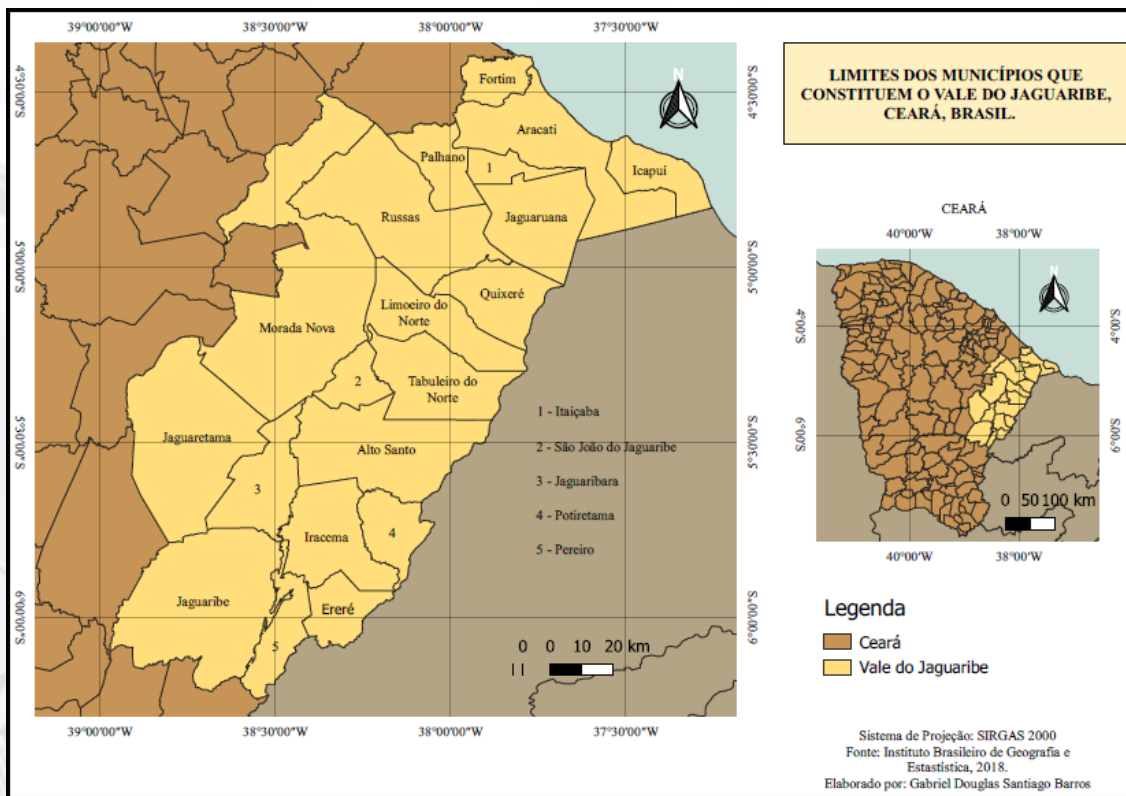 39°00'00"W 38°30'00"W 38°00'00"W 37°30'00"W
4°30'00"S
5°00'00"S
5°30'00"S
6°00'00"S
Fortim
Aracati
Palhano
1
Icapuí
Russas
Jaguaruana
Quixeré
Limoeiro do
Norte
Morada Nova
2
Tabuleiro do
Norte
Jaguaretama
Alto Santo
3
Iracema
4
Jaguaribe
Ereré
5
N
1 - Itaiçaba
2 - São João do Jaguaribe
3 - Jaguaribara
4 - Potiretama
5 - Pereiro
0 0 10 20 km
4°30'00"S
5°00'00"S
5°30'00"S
6°00'00"S
39°00'00"W 38°30'00"W 38°00'00"W 37°30'00"W
LIMITES DOS MUNICÍPIOS QUE
CONSTITUEM O VALE DO JAGUARIBE,
CEARÁ, BRASIL.
CEARÁ
40°00'W 38°00'W
4°00'S
6°00'S
N
4°00'S
6°00'S
0 50 100 km
40°00'W 38°00'W
Legenda
Ceará
Vale do Jaguaribe
Sistema de Projeção: SIRGAS 2000
Fonte: Instituto Brasileiro de Geografia e
Estastística, 2018.
Elaborado por: Gabriel Douglas Santiago Barros